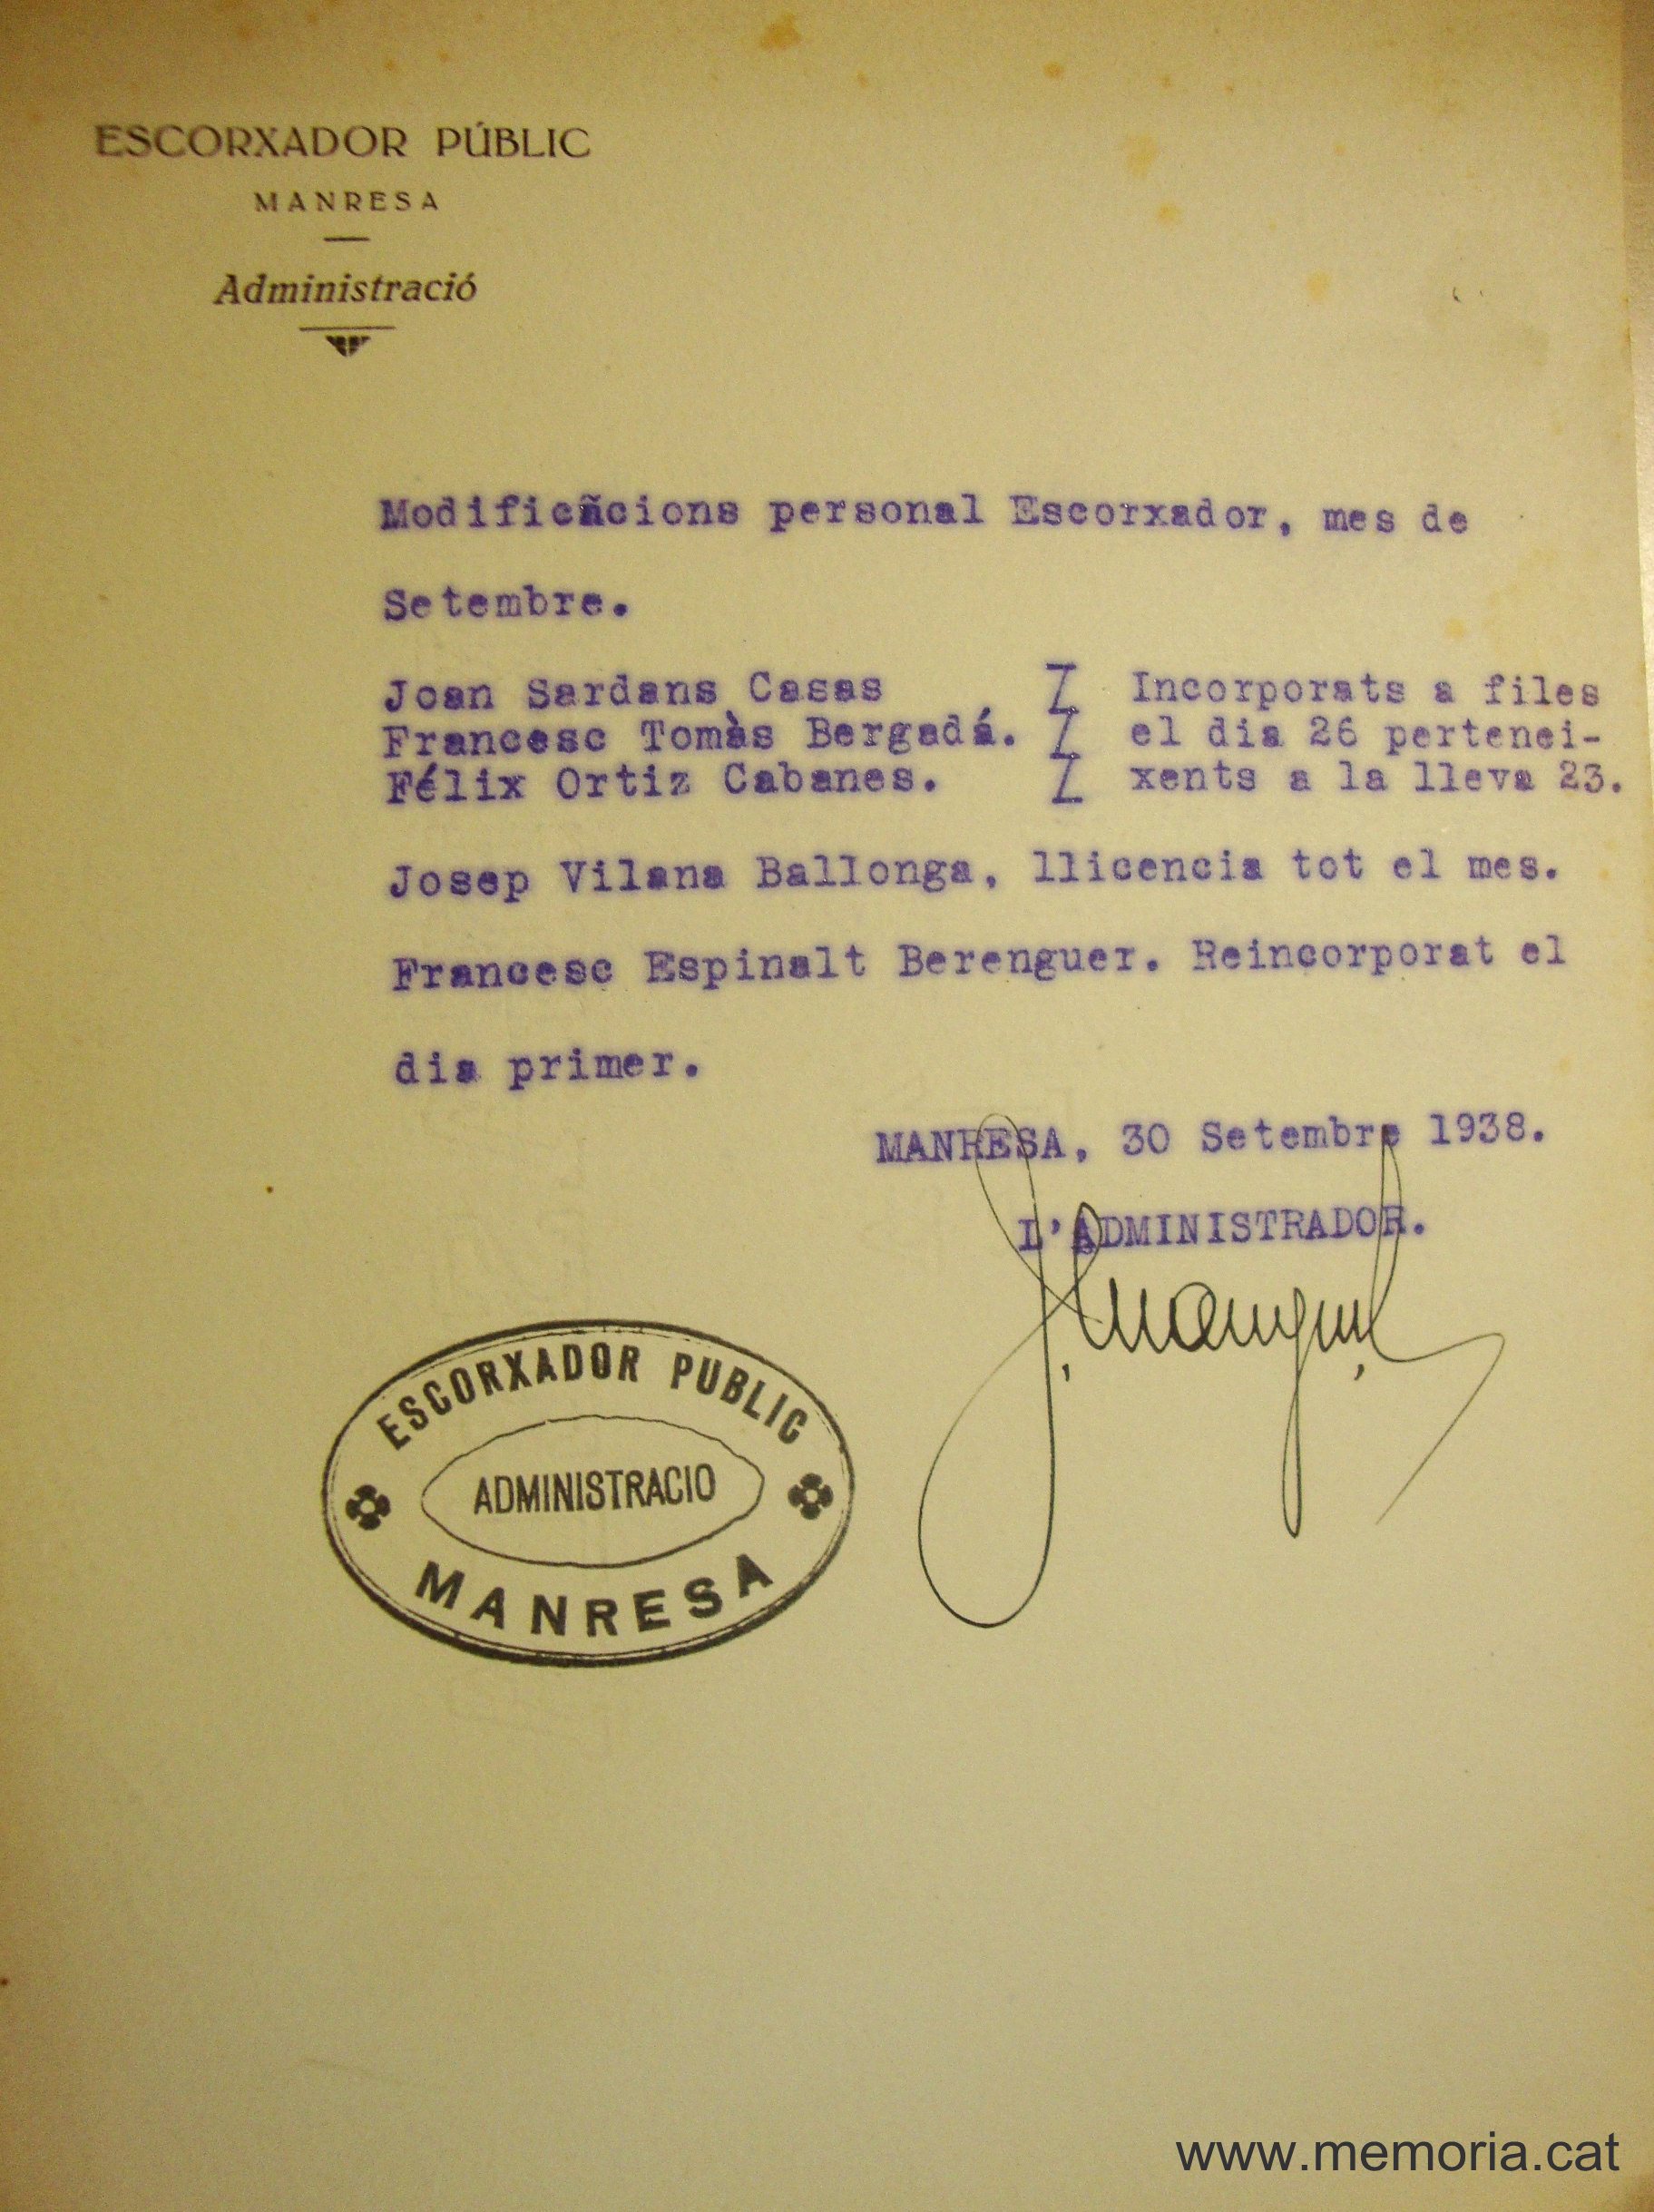 ESCORXADOR PÚBLIC
MANRESA
Administració
Modificñcions personal Escorxador, mes de
Setembre.
Joan Sardans Casas / Incorporats a files
Francesc Tomàs Bergadá. / el dia 26 pertenei-
Félix Ortiz Cabanes. / xents a la lleva 23.
Josep Vilana Ballonga, llicencia tot el mes.
Francesc Espinalt Berenguer. Reincorporat el
dia primer.
MANRESA, 30 Setembre 1938.
L'ADMINISTRADOR.
ESCORXADOR PUBLIC
ADMINISTRACIO
MANRESA
www.memoria.cat